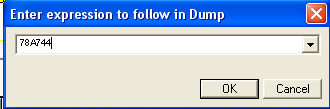 Enter expression to follow in Dump
78A744
OK
Cancel